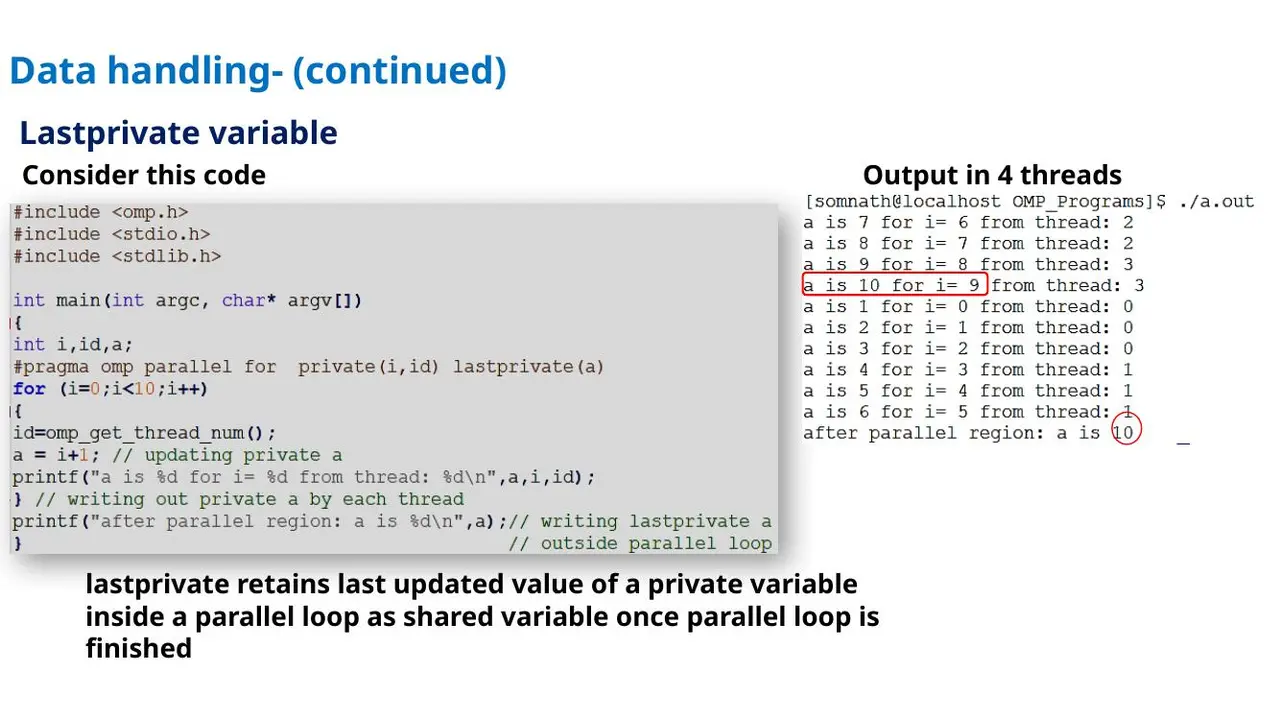 Data handling- (continued)
Lastprivate variable
Consider this code
#include <omp.h>
#include <stdio.h>
#include <stdlib.h>
int main(int argc, char* argv[])
{
int i,id,a;
#pragma omp parallel for  private(i,id) lastprivate(a)
for (i=0;i<10;i++)
{
id=omp_get_thread_num();
a = i+1; // updating private a
printf("a is %d for i= %d from thread: %d\n",a,i,id);
} // writing out private a by each thread
printf("after parallel region: a is %d\n",a);// writing lastprivate a
} // outside parallel loop
Output in 4 threads
[somnath@localhost OMP_Programs]$ ./a.out
a is 7 for i= 6 from thread: 2
a is 8 for i= 7 from thread: 2
a is 9 for i= 8 from thread: 3
a is 10 for i= 9 from thread: 3
a is 1 for i= 0 from thread: 0
a is 2 for i= 1 from thread: 0
a is 3 for i= 2 from thread: 0
a is 4 for i= 3 from thread: 1
a is 5 for i= 4 from thread: 1
a is 6 for i= 5 from thread: 1
after parallel region: a is 10
lastprivate retains last updated value of a private variable
inside a parallel loop as shared variable once parallel loop is
finished